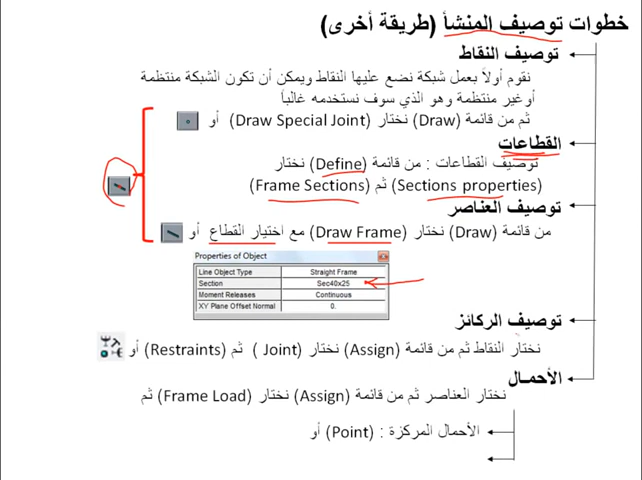 خطوات توصيف المنشأ (طريقة أخرى)
توصيف النقاط
نقوم أولاً بعمل شبكة نضع عليها النقاط ويمكن أن تكون الشبكة منتظمة
أوغير منتظمة وهو الذي سوف نستخدمه غالباً
ثم من قائمة (Draw) نختار (Draw Special Joint) أو
القطاعات
توصيف القطاعات : من قائمة (Define) نختار
(Sections properties) ثم (Frame Sections)
توصيف العناصر
من قائمة (Draw) نختار (Draw Frame) مع اختيار القطاع أو
Properties of Object
Line Object Type Straight Frame
Section Sec40x25
Moment Releases Continuous
XY Plane Offset Normal 0.
توصيف الركائز
نختار النقاط ثم من قائمة (Assign) نختار (Joint ) ثم (Restraints) أو
الأحمـال
نختار العناصر ثم من قائمة (Assign) نختار (Frame Load) ثم
الأحمال المركزة : (Point) أو